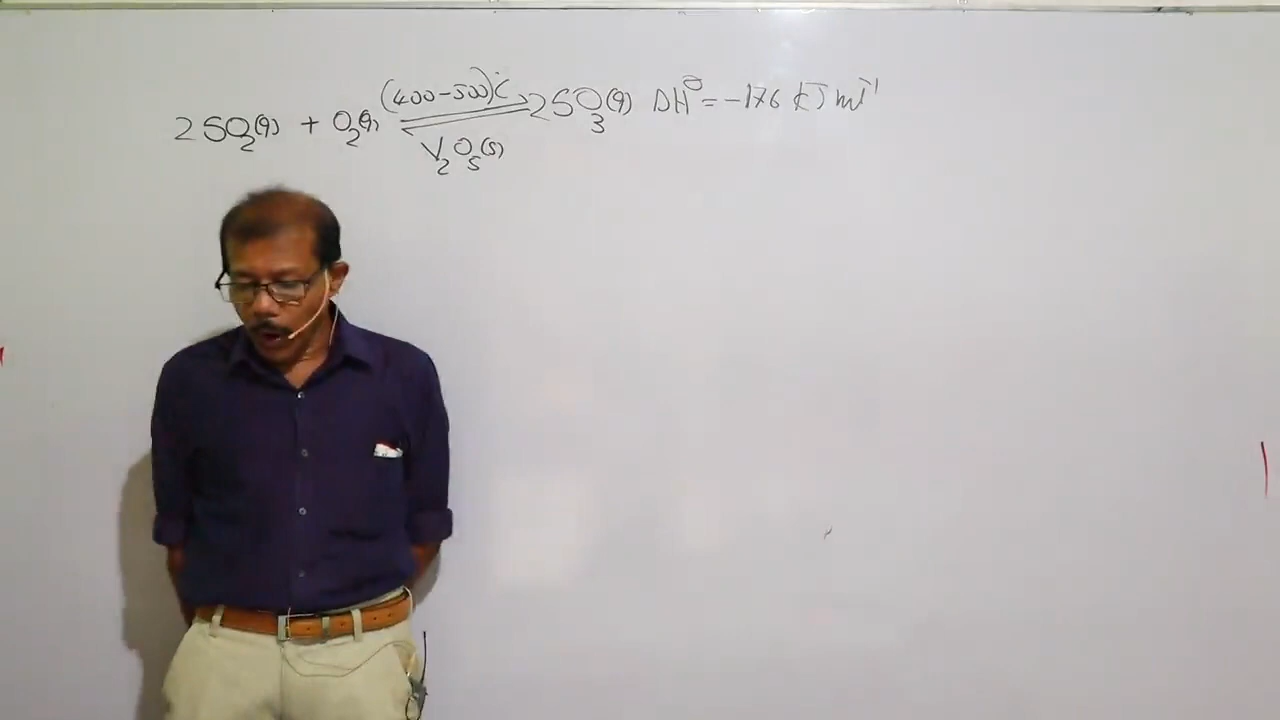 2SO₂(g) + O₂(g) ⇌ 2SO₃(g) ΔH° = -176 kJ mol⁻¹
(400-500)°C
V₂O₅(s)